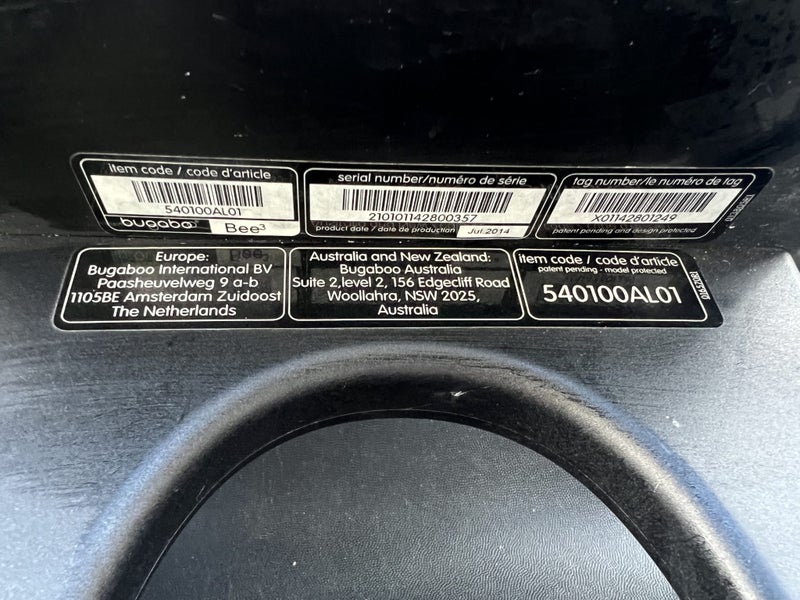 item code / code d'article
540100AL01
bugaboo
Bee³
serial number/numéro de série
210101142800357
product date / date de production
Jul.2014
tag number/le numéro de tag
X01142801249
patent pending and design protected
Europe:
Bugaboo International BV
Paasheuvelweg 9 a-b
1105BE Amsterdam Zuidoost
The Netherlands
Australia and New Zealand:
Bugaboo Australia
Suite 2,level 2, 156 Edgecliff Road
Woollahra, NSW 2025,
Australia
item code / code d'article
patent pending - model protected
540100AL01